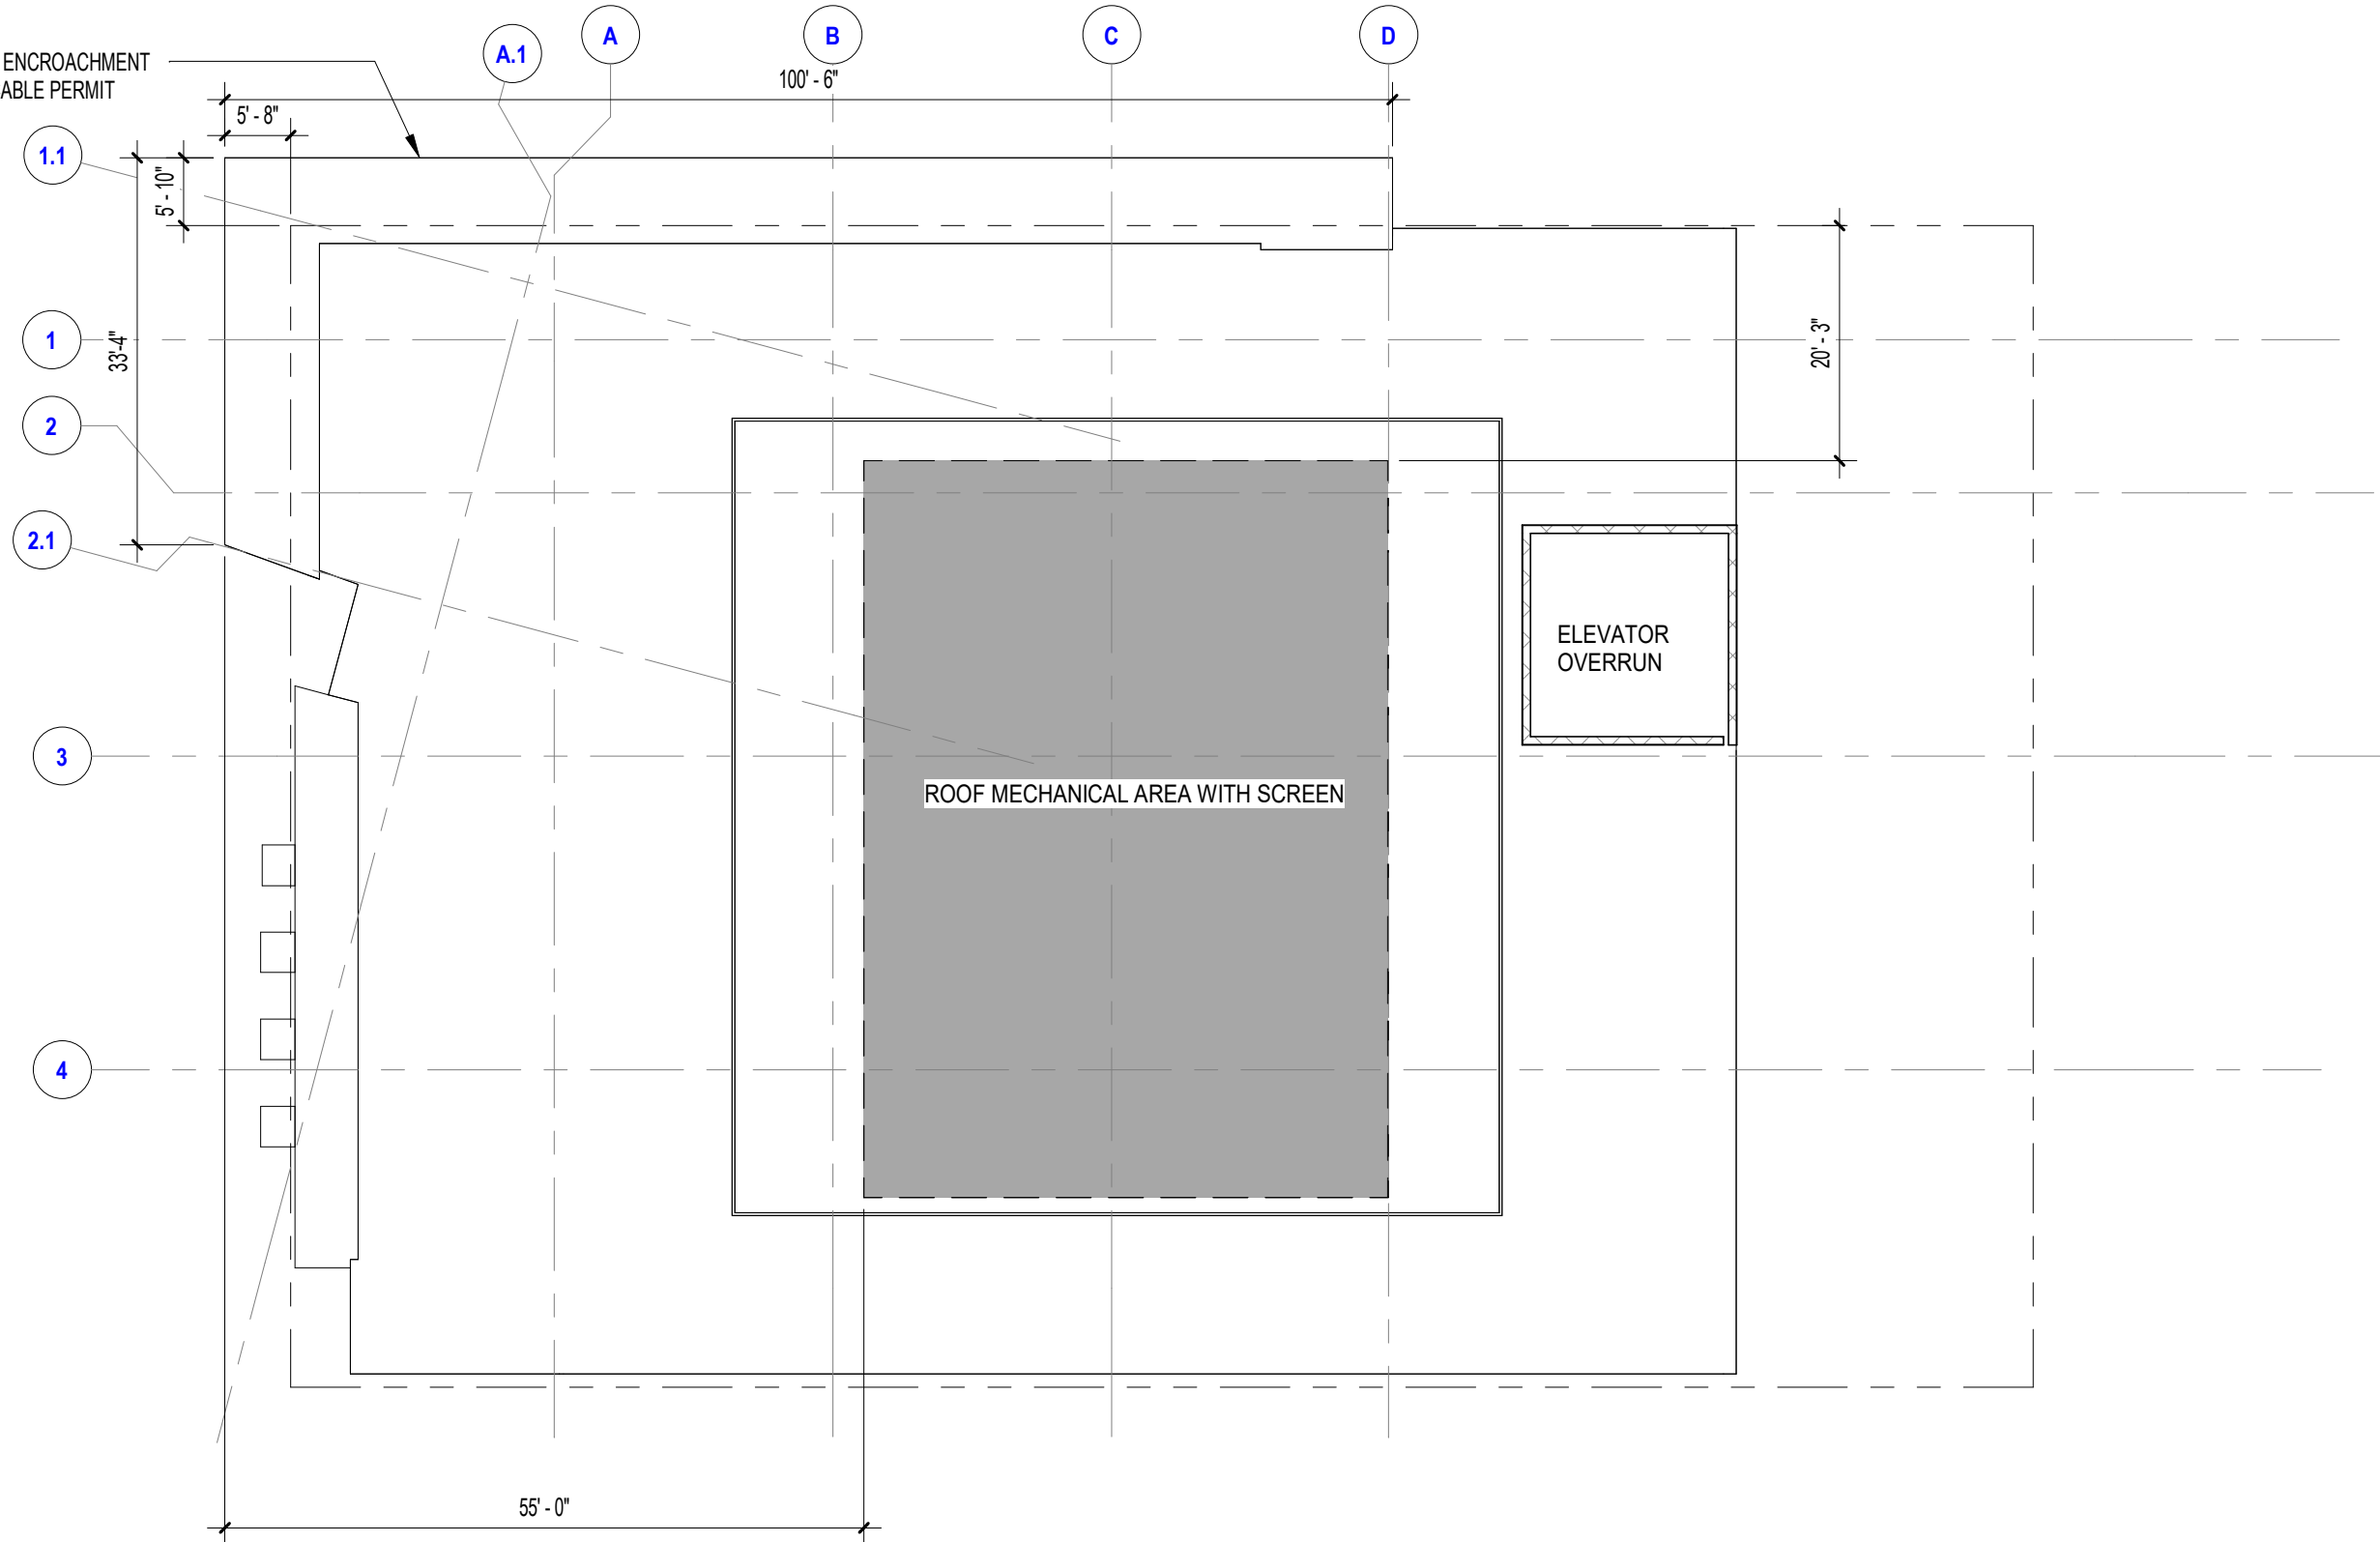 ENCROACHMENT
ABLE PERMIT
A.1
A
B
C
D
100' - 6"
5' - 8"
1.1
5' - 10"
1
33'-4"
20' - 3"
2
2.1
ELEVATOR
OVERRUN
3
ROOF MECHANICAL AREA WITH SCREEN
4
55' - 0"